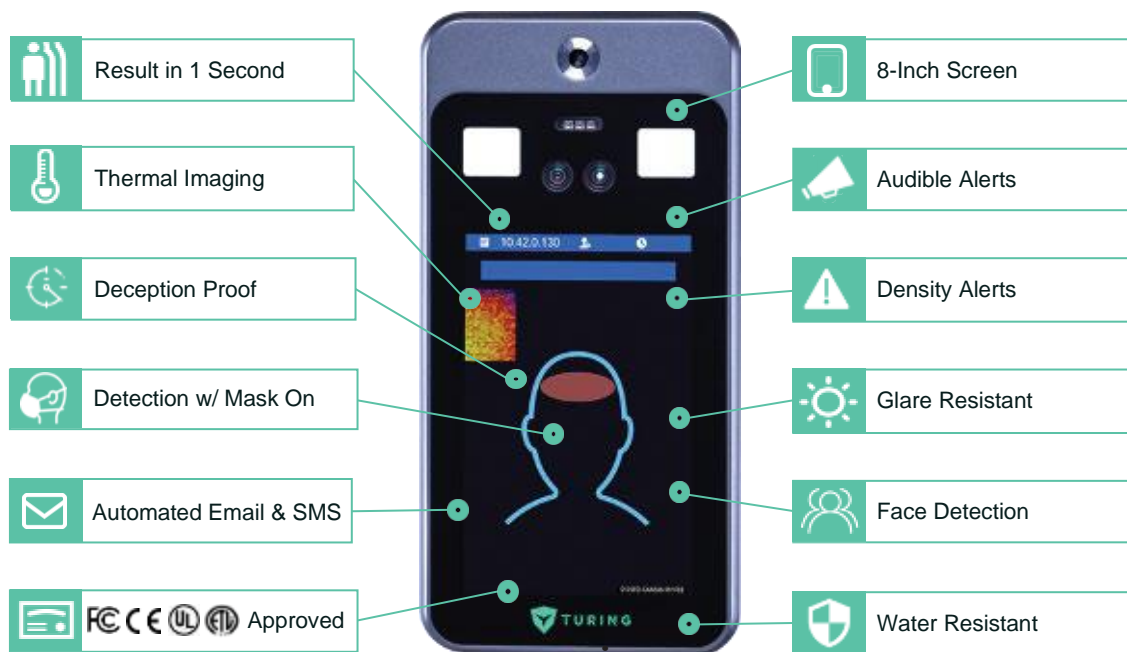 Result in 1 Second
Thermal Imaging
Deception Proof
Detection w/ Mask On
Automated Email & SMS
FC CE UL ETL Approved
10.42.0.130
TURING
8-Inch Screen
Audible Alerts
Density Alerts
Glare Resistant
Face Detection
Water Resistant